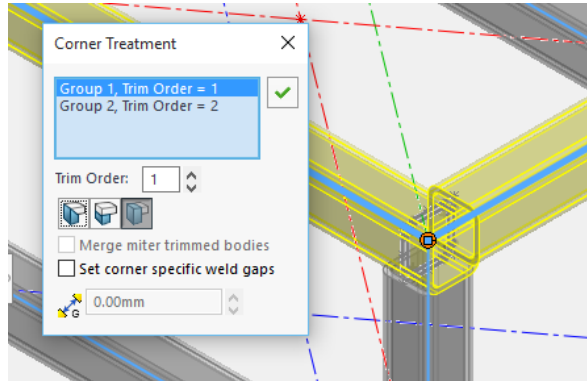 Corner Treatment
Group 1, Trim Order = 1
Group 2, Trim Order = 2
Trim Order: 1
Merge miter trimmed bodies
Set corner specific weld gaps
G 0.00mm